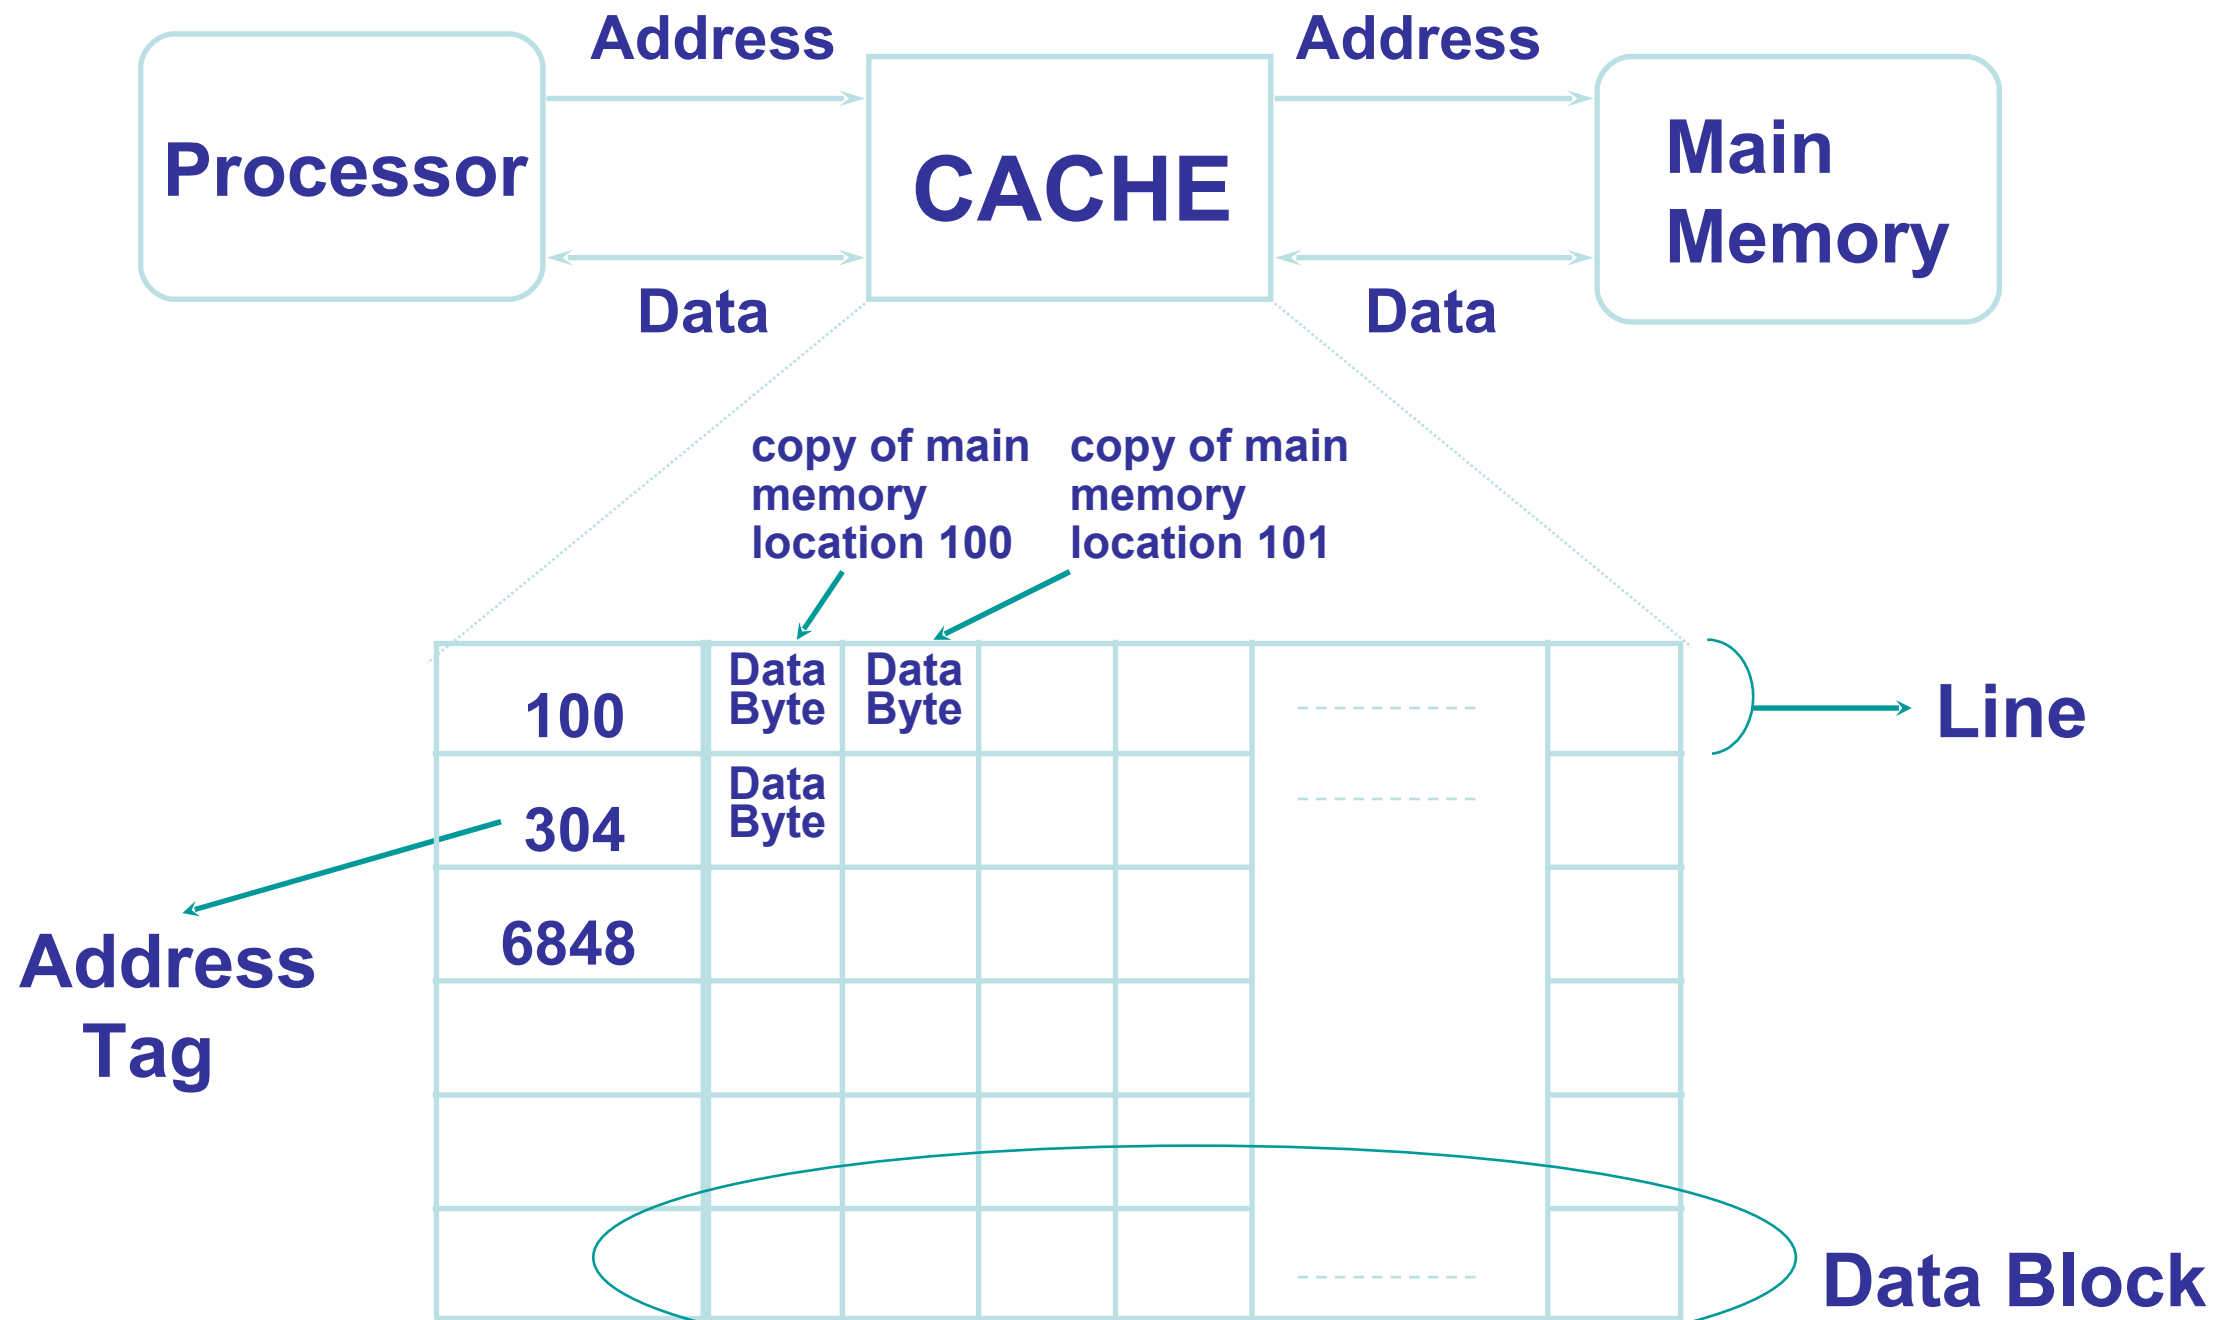 Address
Address
Processor
CACHE
Main
Memory
Data
Data
copy of main
memory
location 100
copy of main
memory
location 101
100
Data
Byte
Data
Byte
Line
304
Data
Byte
6848
Address
Tag
Data Block